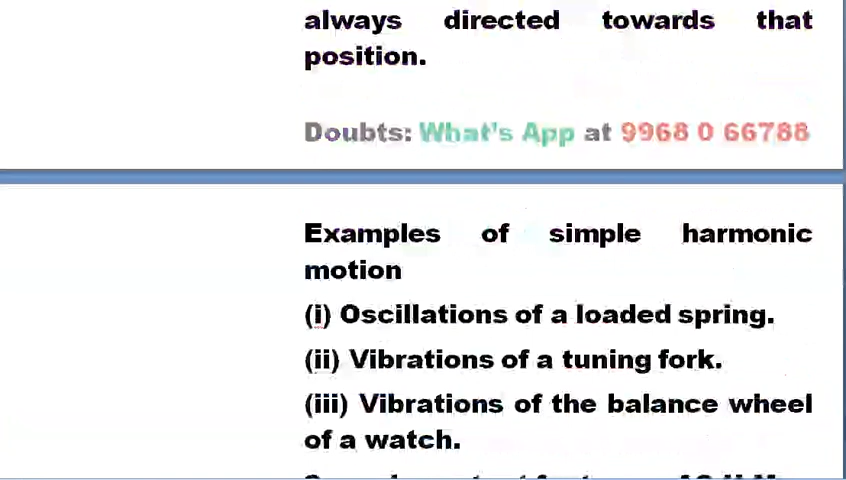 always directed towards that
position.
Doubts: What's App at 9968 0 66788
Examples of simple harmonic
motion
(i) Oscillations of a loaded spring.
(ii) Vibrations of a tuning fork.
(iii) Vibrations of the balance wheel
of a watch.